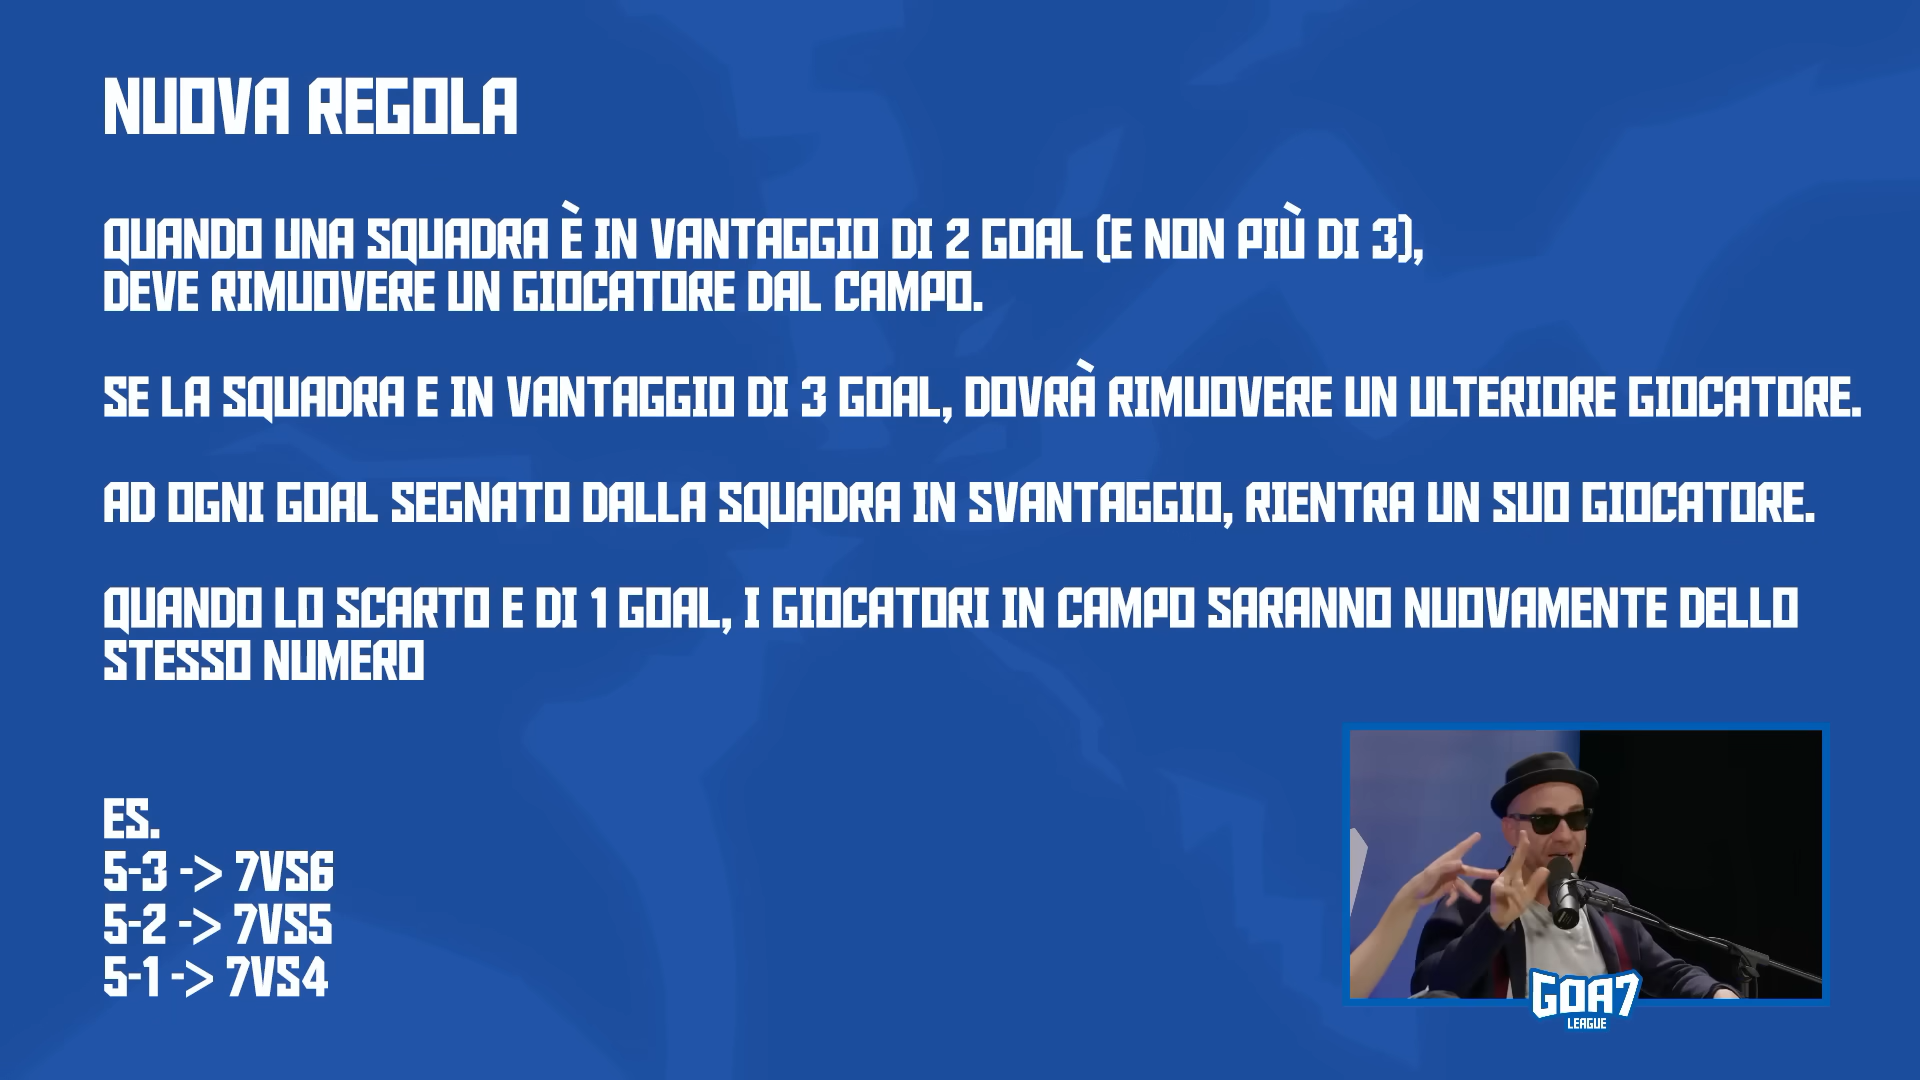 NUOVA REGOLA
QUANDO UNA SQUADRA È IN VANTAGGIO DI 2 GOAL (E NON PIÙ DI 3),
DEVE RIMUOVERE UN GIOCATORE DAL CAMPO.
SE LA SQUADRA E IN VANTAGGIO DI 3 GOAL, DOVRÀ RIMUOVERE UN ULTERIORE GIOCATORE.
AD OGNI GOAL SEGNATO DALLA SQUADRA IN SVANTAGGIO, RIENTRA UN SUO GIOCATORE.
QUANDO LO SCARTO E DI 1 GOAL, I GIOCATORI IN CAMPO SARANNO NUOVAMENTE DELLO
STESSO NUMERO
ES.
5-3 -> 7VS6
5-2 -> 7VS5
5-1 -> 7VS4
GOA7
LEAGUE